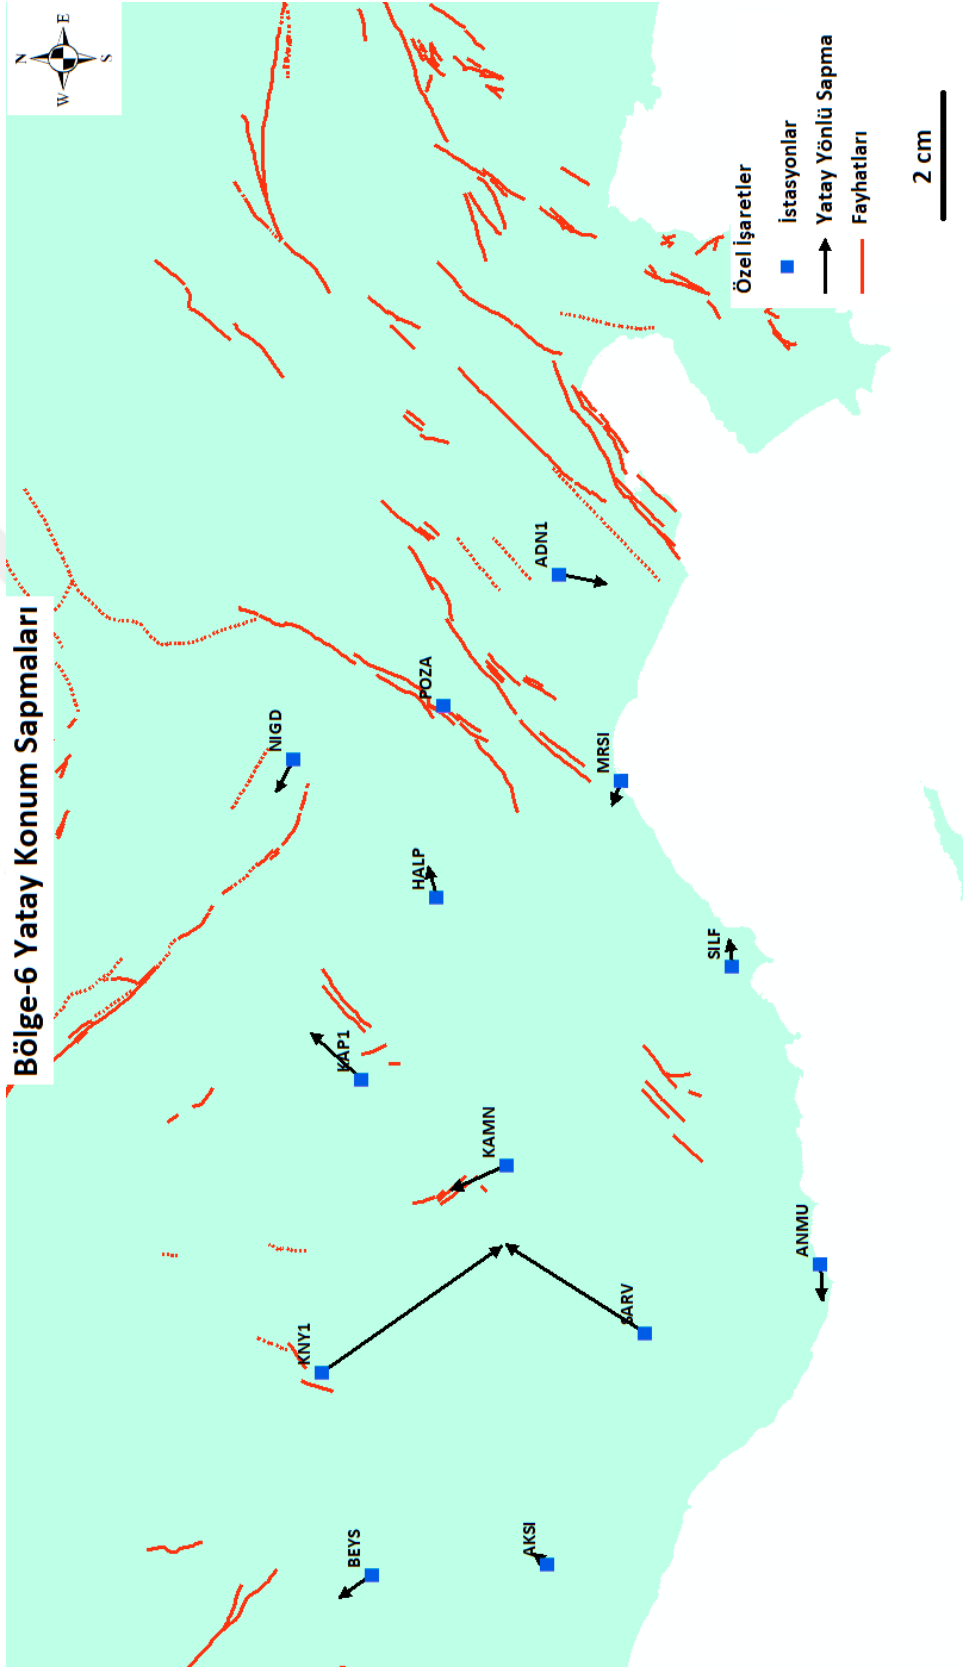 Bölge-6 Yatay Konum Sapmaları
N
W
E
S
KNY1
BEYS
AKSI
SARV
KAMN
KAP1
HALP
NIGD
POZA
ADN1
MRSI
SILF
ANMU
Özel İşaretler
İstasyonlar
Yatay Yönlü Sapma
Fayhatları
2 cm